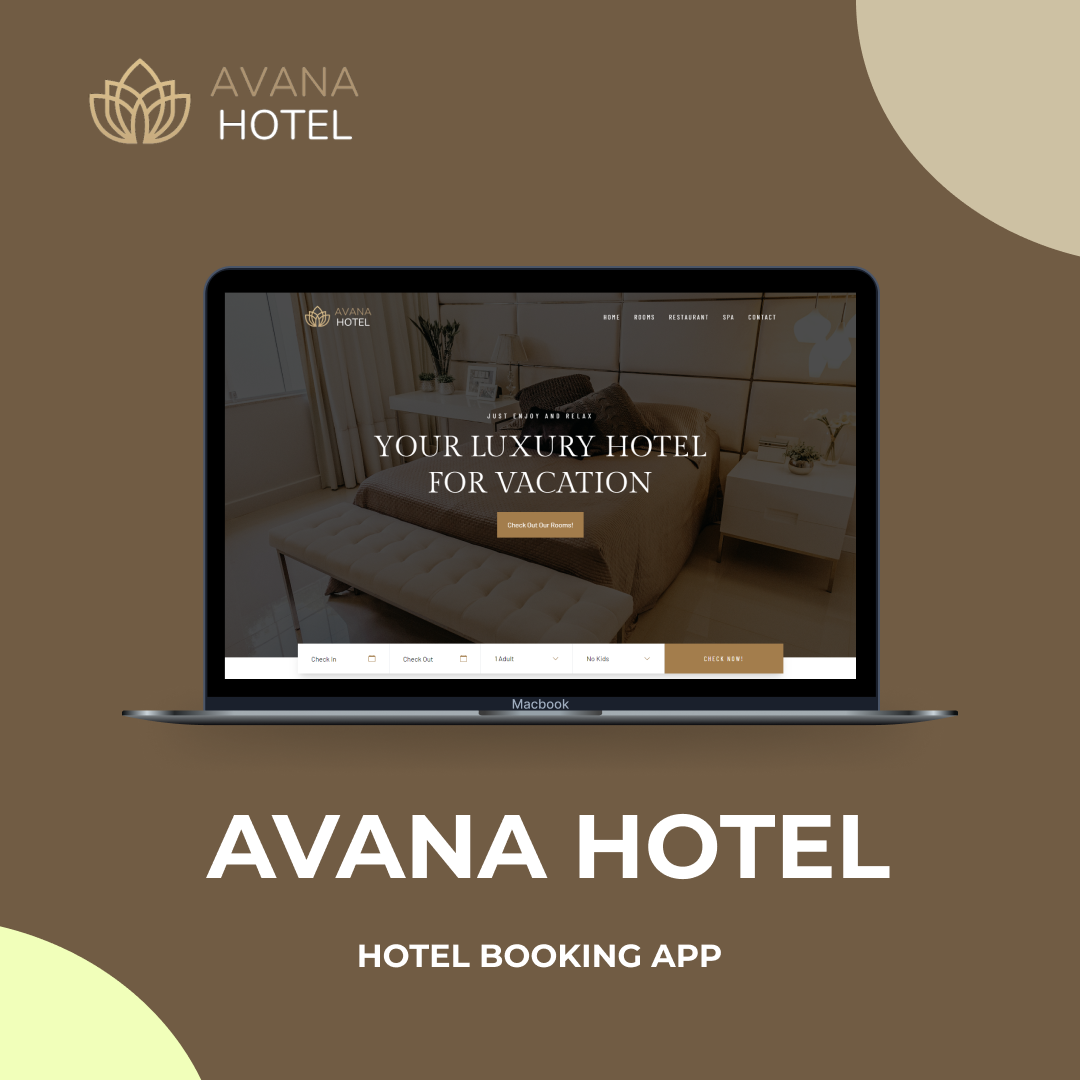 AVANA
HOTEL
AVANA
HOTEL
HOME ROOMS RESTAURANT SPA CONTACT
JUST ENJOY AND RELAX
YOUR LUXURY HOTEL
FOR VACATION
Check Out Our Rooms!
Check In Check Out 1 Adult No Kids CHECK NOW!
Macbook
AVANA HOTEL
HOTEL BOOKING APP